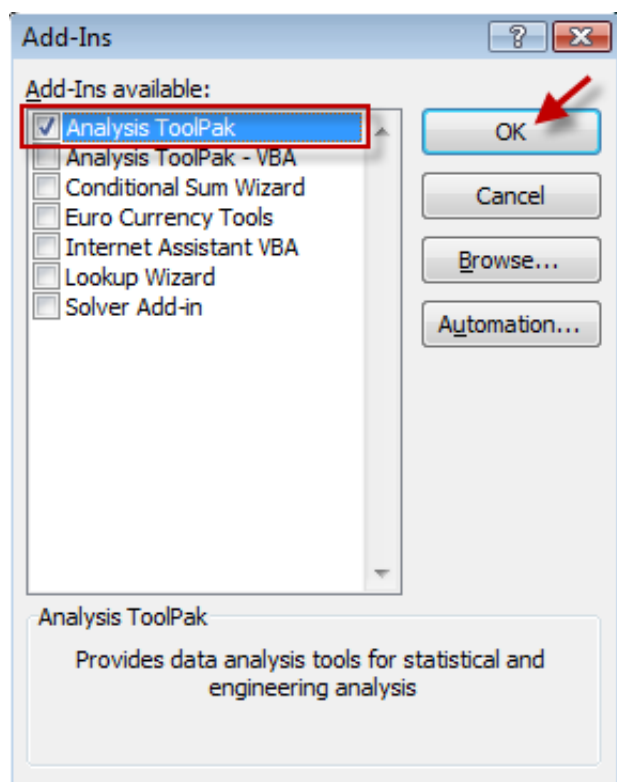 Add-Ins
Add-Ins available:
Analysis ToolPak
Analysis ToolPak - VBA
Conditional Sum Wizard
Euro Currency Tools
Internet Assistant VBA
Lookup Wizard
Solver Add-in
OK
Cancel
Browse...
Automation...
Analysis ToolPak
Provides data analysis tools for statistical and
engineering analysis